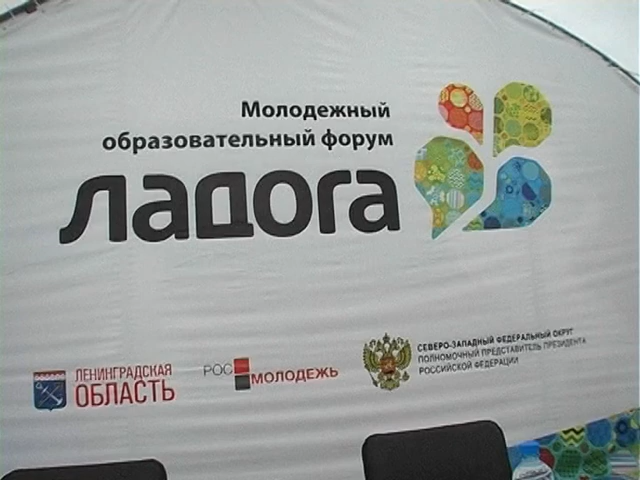 Молодежный
образовательный форум
Ладога
ЛЕНИНГРАДСКАЯ
ОБЛАСТЬ
РОС
МОЛОДЕЖЬ
СЕВЕРО-ЗАПАДНЫЙ ФЕДЕРАЛЬНЫЙ ОКРУГ
ПОЛНОМОЧНЫЙ ПРЕДСТАВИТЕЛЬ ПРЕЗИДЕНТА
РОССИЙСКОЙ ФЕДЕРАЦИИ